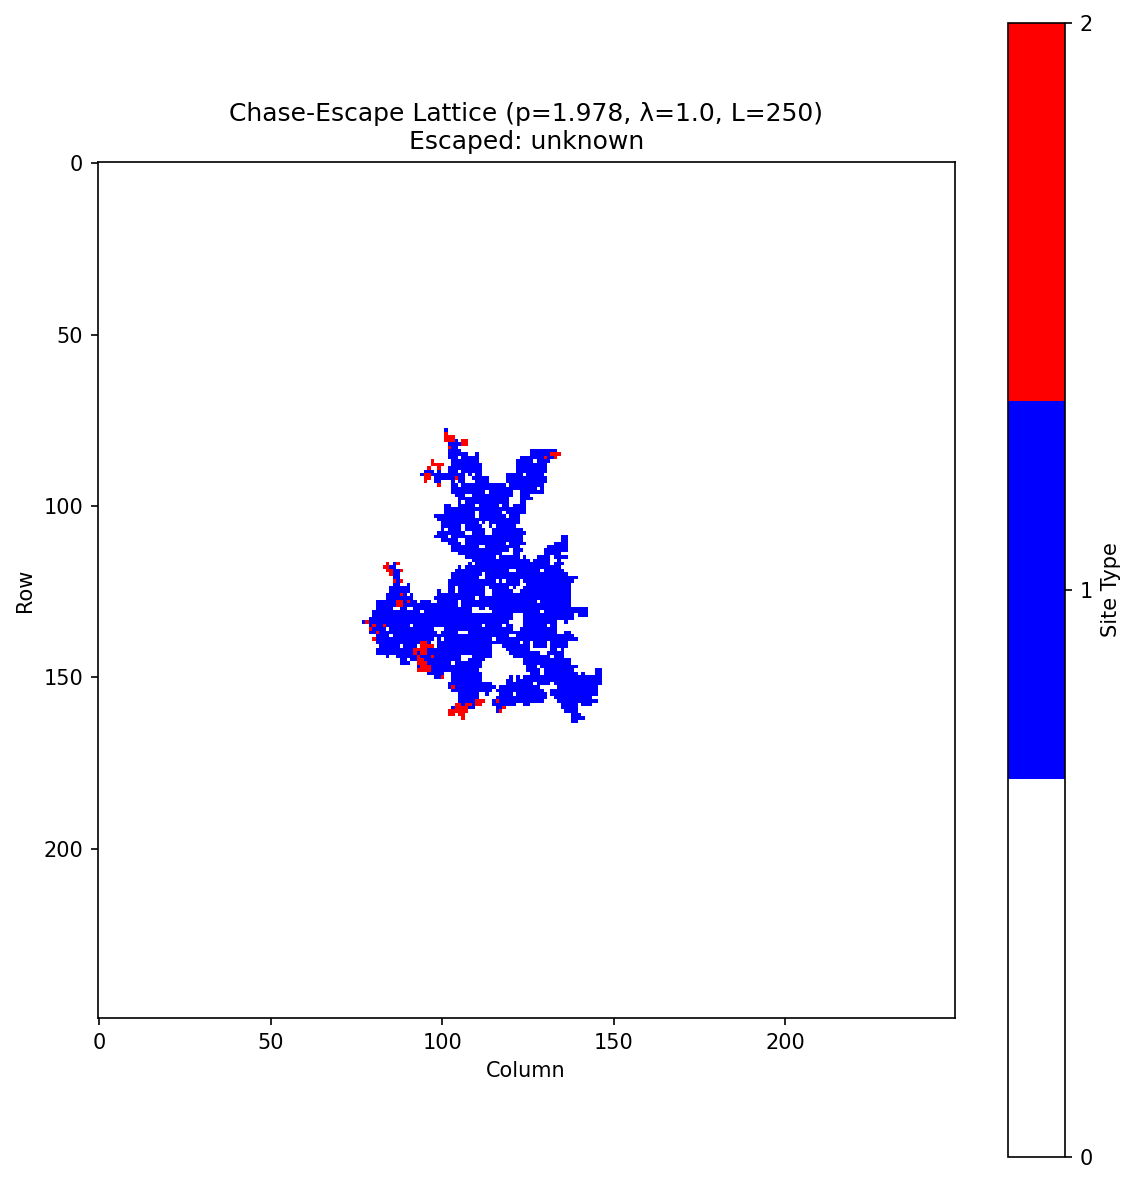 Chase-Escape Lattice (p=1.978, λ=1.0, L=250)
Escaped: unknown
0
50
100
150
200
Row
0
50
100
150
200
Column
2
1
0
Site Type